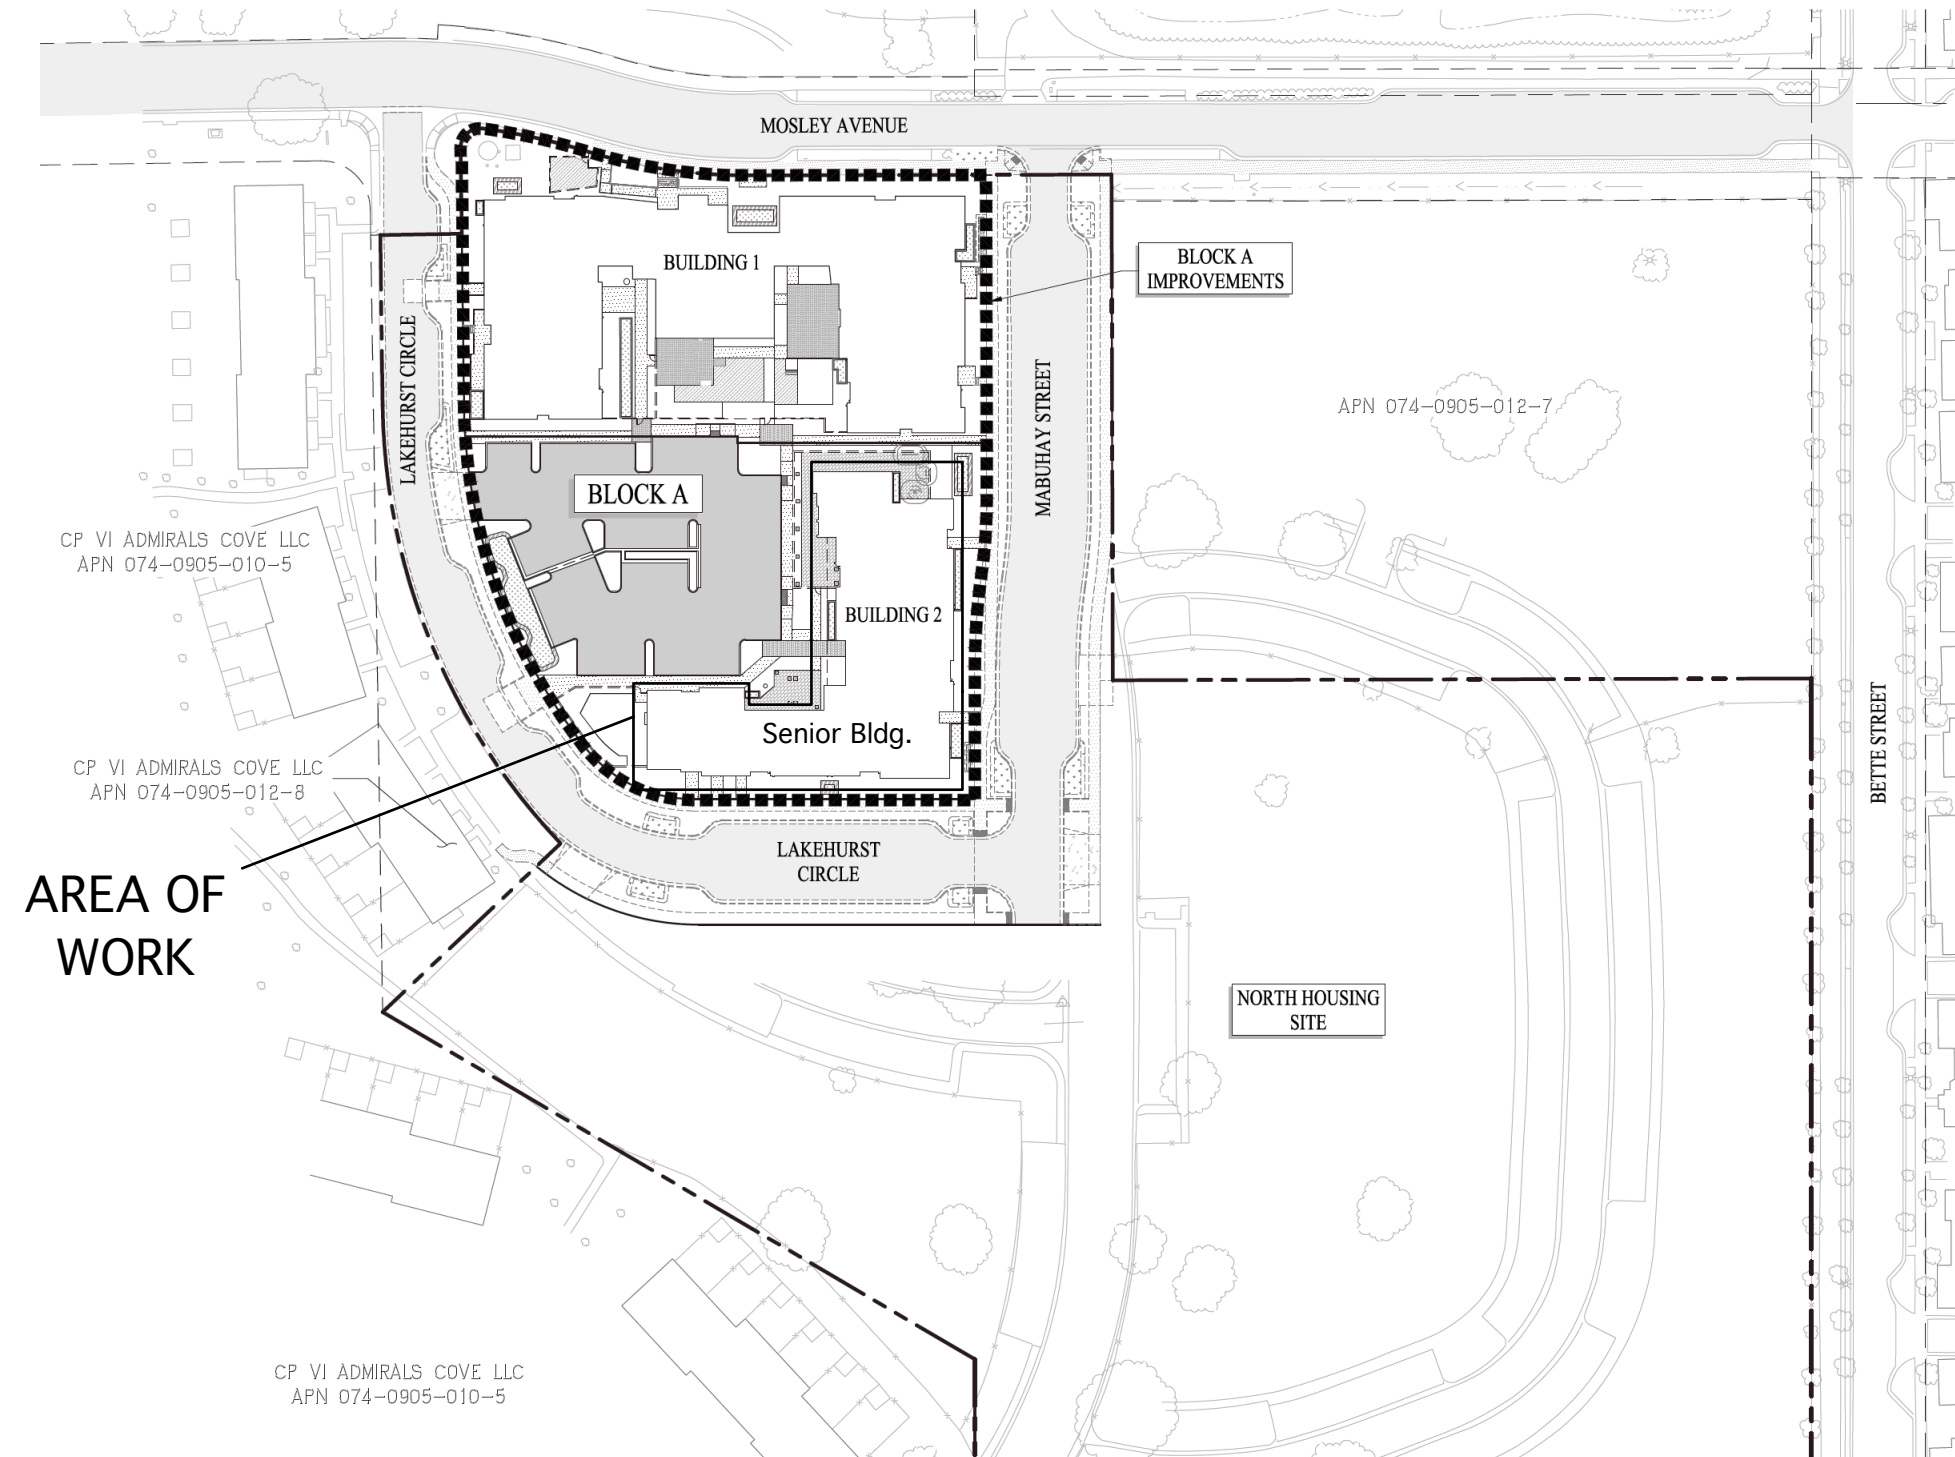 MOSLEY AVENUE
BUILDING 1
BLOCK A
IMPROVEMENTS
LAKEHURST CIRCLE
MABUHAY STREET
APN 074-0905-012-7
BLOCK A
CP VI ADMIRALS COVE LLC
APN 074-0905-010-5
BUILDING 2
Senior Bldg.
BETTE STREET
CP VI ADMIRALS COVE LLC
APN 074-0905-012-8
LAKEHURST
CIRCLE
AREA OF
WORK
NORTH HOUSING
SITE
CP VI ADMIRALS COVE LLC
APN 074-0905-010-5